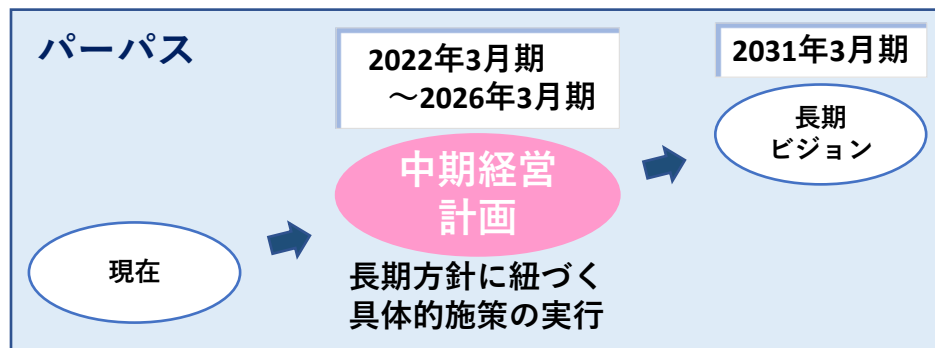 パーパス
2022年3月期
～2026年3月期
2031年3月期
長期
ビジョン
中期経営
計画
現在
長期方針に紐づく
具体的施策の実行